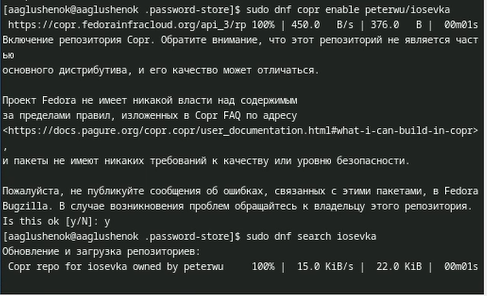 [aaglushenok@aaglushenok .password-store]$ sudo dnf copr enable peterwu/iosevka
https://copr.fedorainfracloud.org/api_3/rp 100% | 450.0   B/s | 376.0   B |  00m01s
Включение репозитория Copr. Обратите внимание, что этот репозиторий не является част
ью
основного дистрибутива, и его качество может отличаться.
Проект Fedora не имеет никакой власти над содержимым
за пределами правил, изложенных в Copr FAQ по адресу
<https://docs.pagure.org/copr.copr/user_documentation.html#what-i-can-build-in-copr>
,
и пакеты не имеют никаких требований к качеству или уровню безопасности.
Пожалуйста, не публикуйте сообщения об ошибках, связанных с этими пакетами, в Fedora
Bugzilla. В случае возникновения проблем обращайтесь к владельцу этого репозитория.
Is this ok [y/N]: y
[aaglushenok@aaglushenok .password-store]$ sudo dnf search iosevka
Обновление и загрузка репозиториев:
Copr repo for iosevka owned by peterwu     100% |  15.0 KiB/s |  22.0 KiB |  00m01s